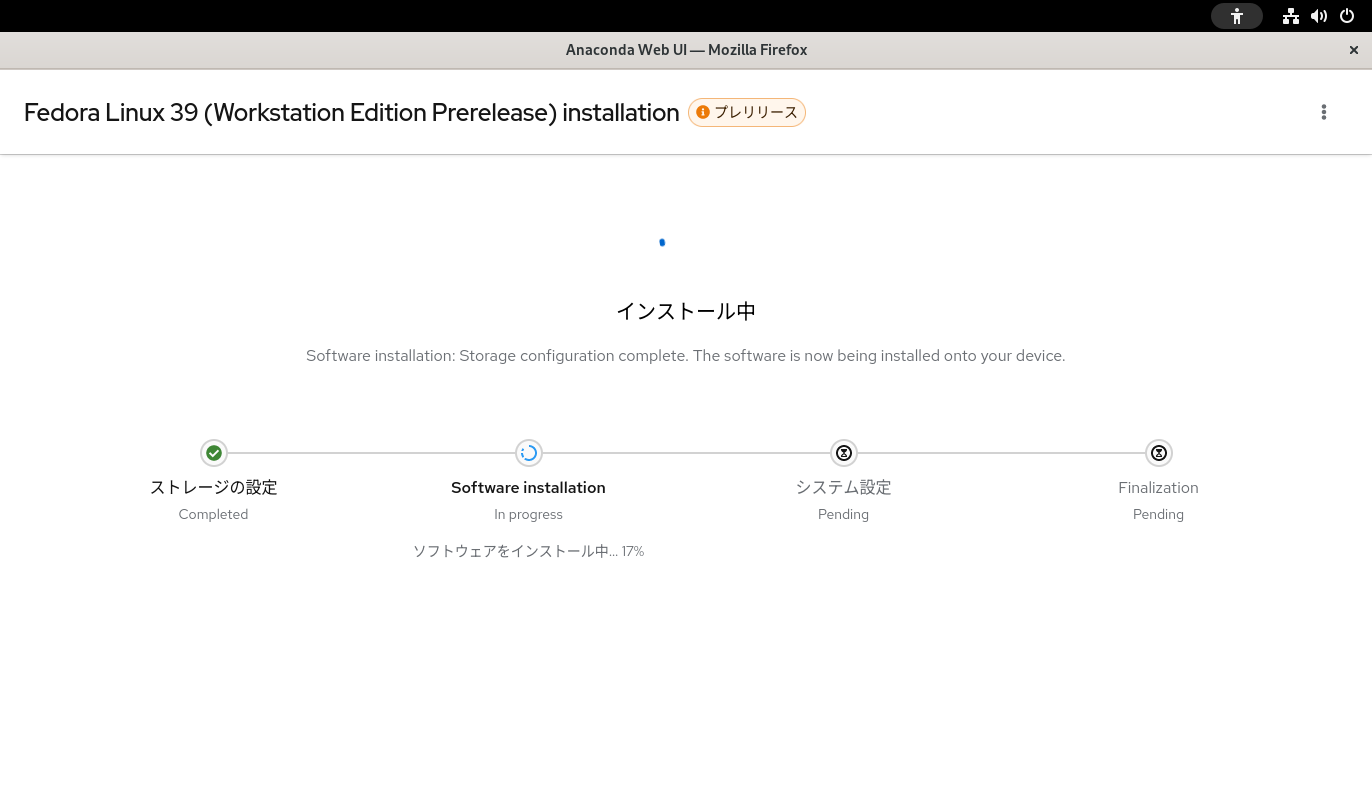 Anaconda Web UI — Mozilla Firefox
Fedora Linux 39 (Workstation Edition Prerelease) installation プレリリース
インストール中
Software installation: Storage configuration complete. The software is now being installed onto your device.
ストレージの設定 Software installation システム設定 Finalization
Completed In progress Pending Pending
ソフトウェアをインストール中... 17%